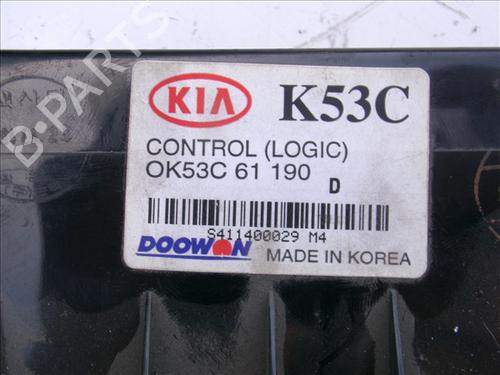 KIA K53C
CONTROL (LOGIC)
OK53C 61 190
D
S411400029 M4
DOOWON MADE IN KOREA
B-PARTS